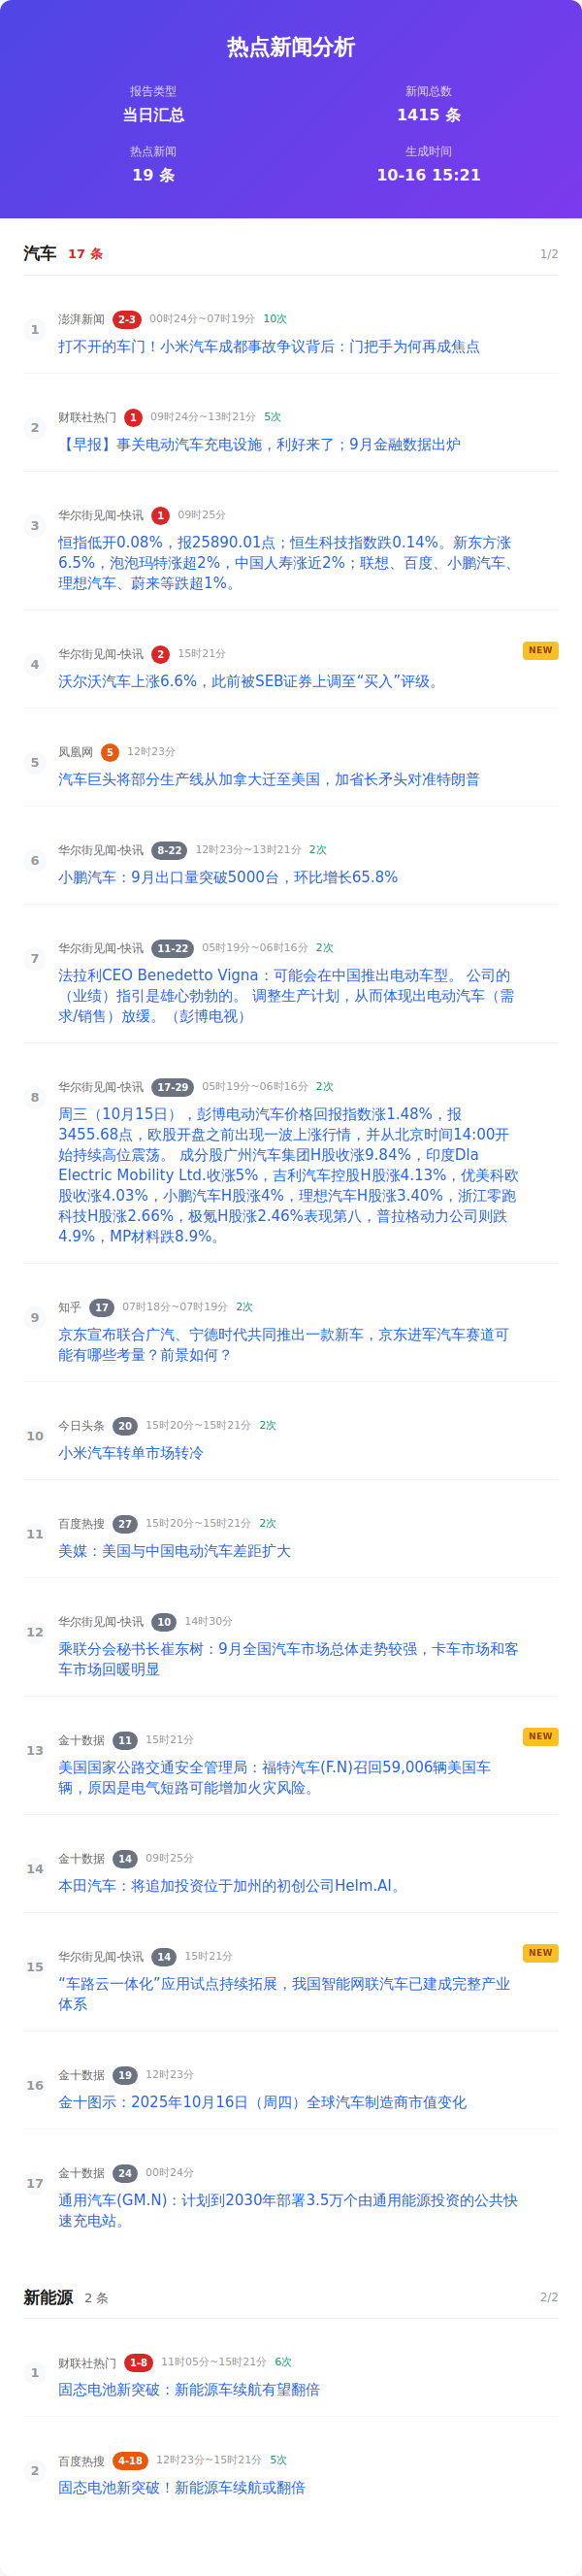 热点新闻分析
报告类型
新闻总数
当日汇总
1415 条
热点新闻
生成时间
19 条
10-16 15:21
汽车 17 条 1/2
1 澎湃新闻 2-3 00时24分~07时19分 10次
打不开的车门！小米汽车成都事故争议背后：门把手为何再成焦点
2 财联社热门 1 09时24分~13时21分 5次
【早报】事关电动汽车充电设施，利好来了；9月金融数据出炉
3 华尔街见闻-快讯 1 09时25分
恒指低开0.08%，报25890.01点；恒生科技指数跌0.14%。新东方涨
6.5%，泡泡玛特涨超2%，中国人寿涨近2%；联想、百度、小鹏汽车、
理想汽车、蔚来等跌超1%。
4 华尔街见闻-快讯 2 15时21分 NEW
沃尔沃汽车上涨6.6%，此前被SEB证券上调至“买入”评级。
5 凤凰网 5 12时23分
汽车巨头将部分生产线从加拿大迁至美国，加省长矛头对准特朗普
6 华尔街见闻-快讯 8-22 12时23分~13时21分 2次
小鹏汽车：9月出口量突破5000台，环比增长65.8%
7 华尔街见闻-快讯 11-22 05时19分~06时16分 2次
法拉利CEO Benedetto Vigna：可能会在中国推出电动车型。 公司的
（业绩）指引是雄心勃勃的。 调整生产计划，从而体现出电动汽车（需
求/销售）放缓。（彭博电视）
8 华尔街见闻-快讯 17-29 05时19分~06时16分 2次
周三（10月15日），彭博电动汽车价格回报指数涨1.48%，报
3455.68点，欧股开盘之前出现一波上涨行情，并从北京时间14:00开
始持续高位震荡。 成分股广州汽车集团H股收涨9.84%，印度Dla
Electric Mobility Ltd.收涨5%，吉利汽车控股H股涨4.13%，优美科欧
股收涨4.03%，小鹏汽车H股涨4%，理想汽车H股涨3.40%，浙江零跑
科技H股涨2.66%，极氪H股涨2.46%表现第八，普拉格动力公司则跌
4.9%，MP材料跌8.9%。
9 知乎 17 07时18分~07时19分 2次
京东宣布联合广汽、宁德时代共同推出一款新车，京东进军汽车赛道可
能有哪些考量？前景如何？
10 今日头条 20 15时20分~15时21分 2次
小米汽车转单市场转冷
11 百度热搜 27 15时20分~15时21分 2次
美媒：美国与中国电动汽车差距扩大
12 华尔街见闻-快讯 10 14时30分
乘联分会秘书长崔东树：9月全国汽车市场总体走势较强，卡车市场和客
车市场回暖明显
13 金十数据 11 15时21分 NEW
美国国家公路交通安全管理局：福特汽车(F.N)召回59,006辆美国车
辆，原因是电气短路可能增加火灾风险。
14 金十数据 14 09时25分
本田汽车：将追加投资位于加州的初创公司Helm.AI。
15 华尔街见闻-快讯 14 15时21分 NEW
“车路云一体化”应用试点持续拓展，我国智能网联汽车已建成完整产业
体系
16 金十数据 19 12时23分
金十图示：2025年10月16日（周四）全球汽车制造商市值变化
17 金十数据 24 00时24分
通用汽车(GM.N)：计划到2030年部署3.5万个由通用能源投资的公共快
速充电站。
新能源 2 条 2/2
1 财联社热门 1-8 11时05分~15时21分 6次
固态电池新突破：新能源车续航有望翻倍
2 百度热搜 4-18 12时23分~15时21分 5次
固态电池新突破！新能源车续航或翻倍